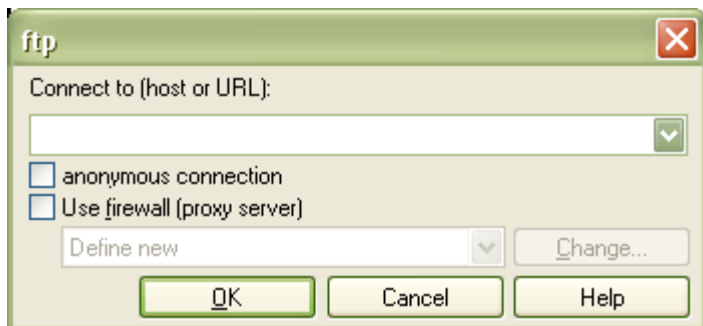 ftp
Connect to (host or URL):
anonymous connection
Use firewall (proxy server)
Define new Change...
OK Cancel Help